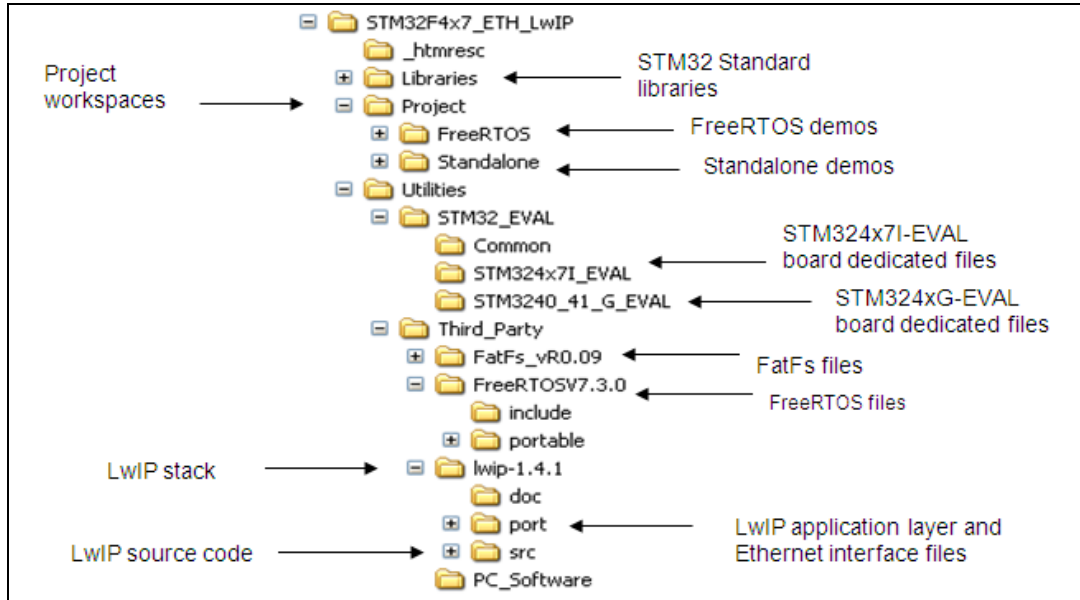 STM32F4x7_ETH_LwIP
_htmresc
Project
workspaces
Libraries
STM32 Standard
libraries
Project
FreeRTOS
FreeRTOS demos
Standalone
Standalone demos
Utilities
STM32_EVAL
Common
STM324x7I_EVAL
STM324x7I-EVAL
board dedicated files
STM3240_41_G_EVAL
STM324xG-EVAL
board dedicated files
Third_Party
FatFs_vR0.09
FatFs files
FreeRTOSV7.3.0
FreeRTOS files
include
portable
LwIP stack
lwip-1.4.1
doc
port
LwIP application layer and
Ethernet interface files
LwIP source code
src
PC_Software